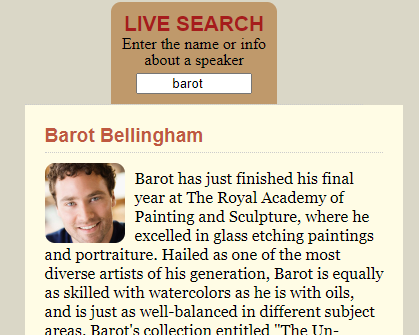 LIVE SEARCH
Enter the name or info
about a speaker
barot
Barot Bellingham
Barot has just finished his final
year at The Royal Academy of
Painting and Sculpture, where he
excelled in glass etching paintings
and portraiture. Hailed as one of the most
diverse artists of his generation, Barot is equally
as skilled with watercolors as he is with oils,
and is just as well-balanced in different subject
areas. Barot's collection entitled "The Un-